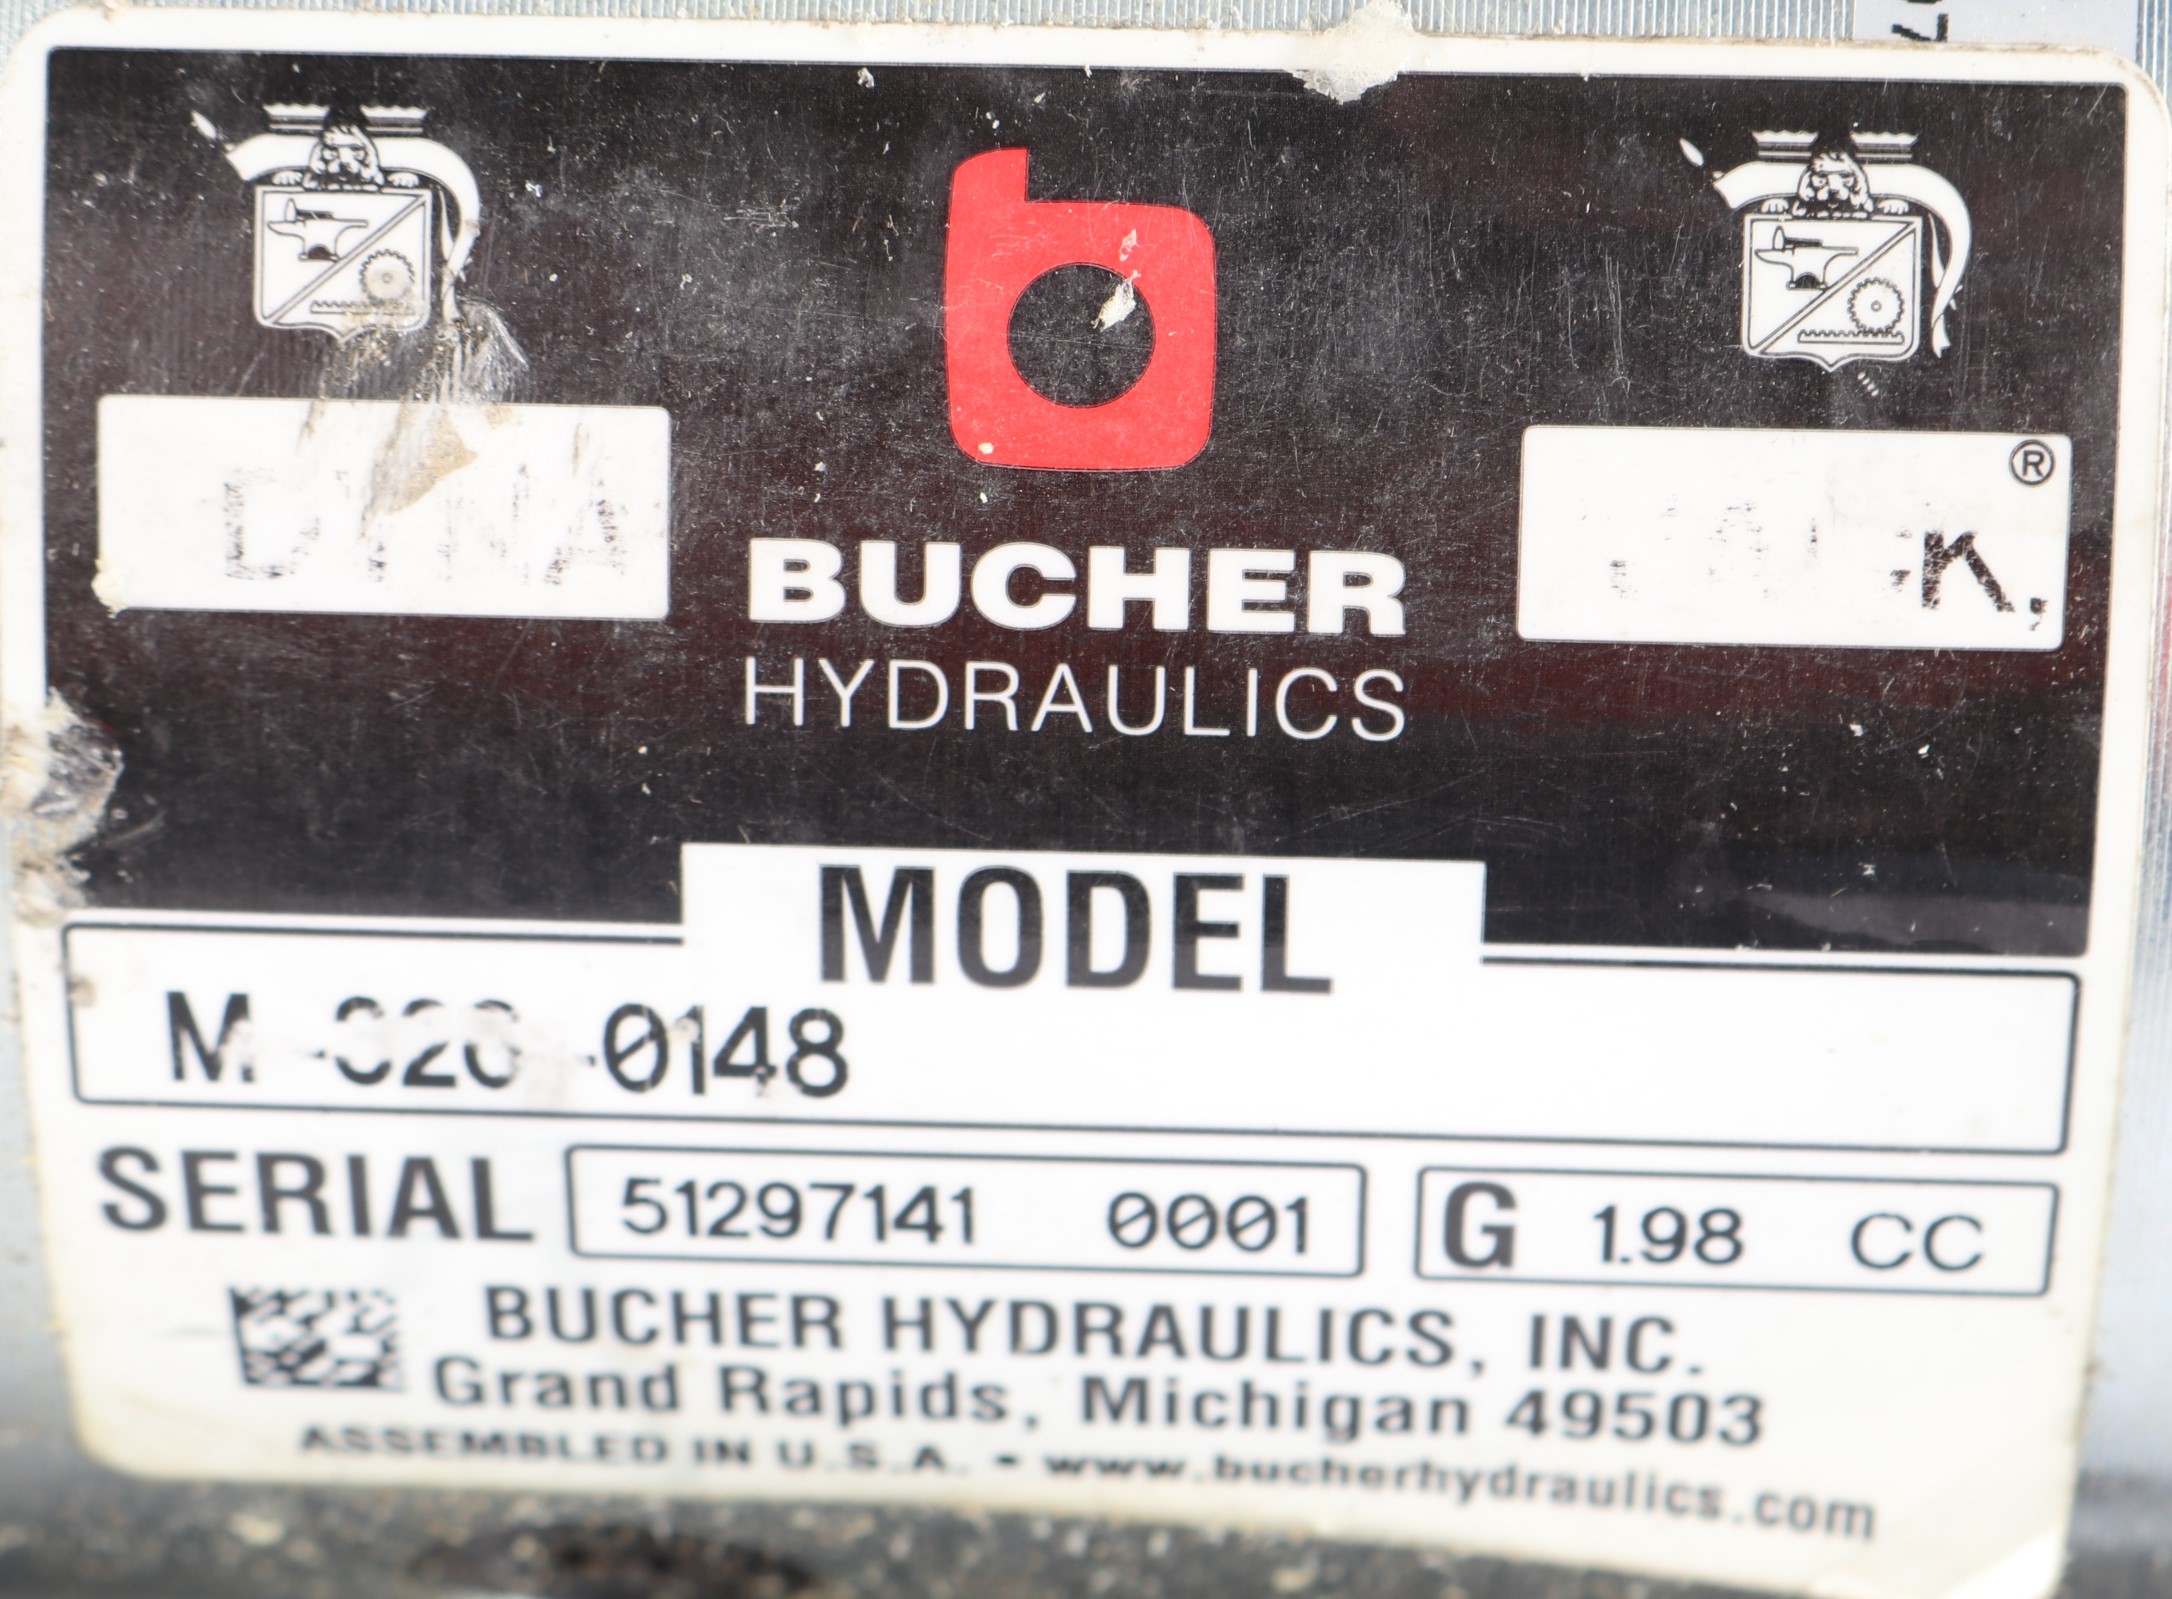 DYNA
BUCHER
HYDRAULICS
®
MODEL
0148
SERIAL 51297141 0001 G 1.98 CC
BUCHER HYDRAULICS, INC.
Grand Rapids, Michigan 49503
ASSEMBLED IN U.S.A. - www.bucherhydraulics.com